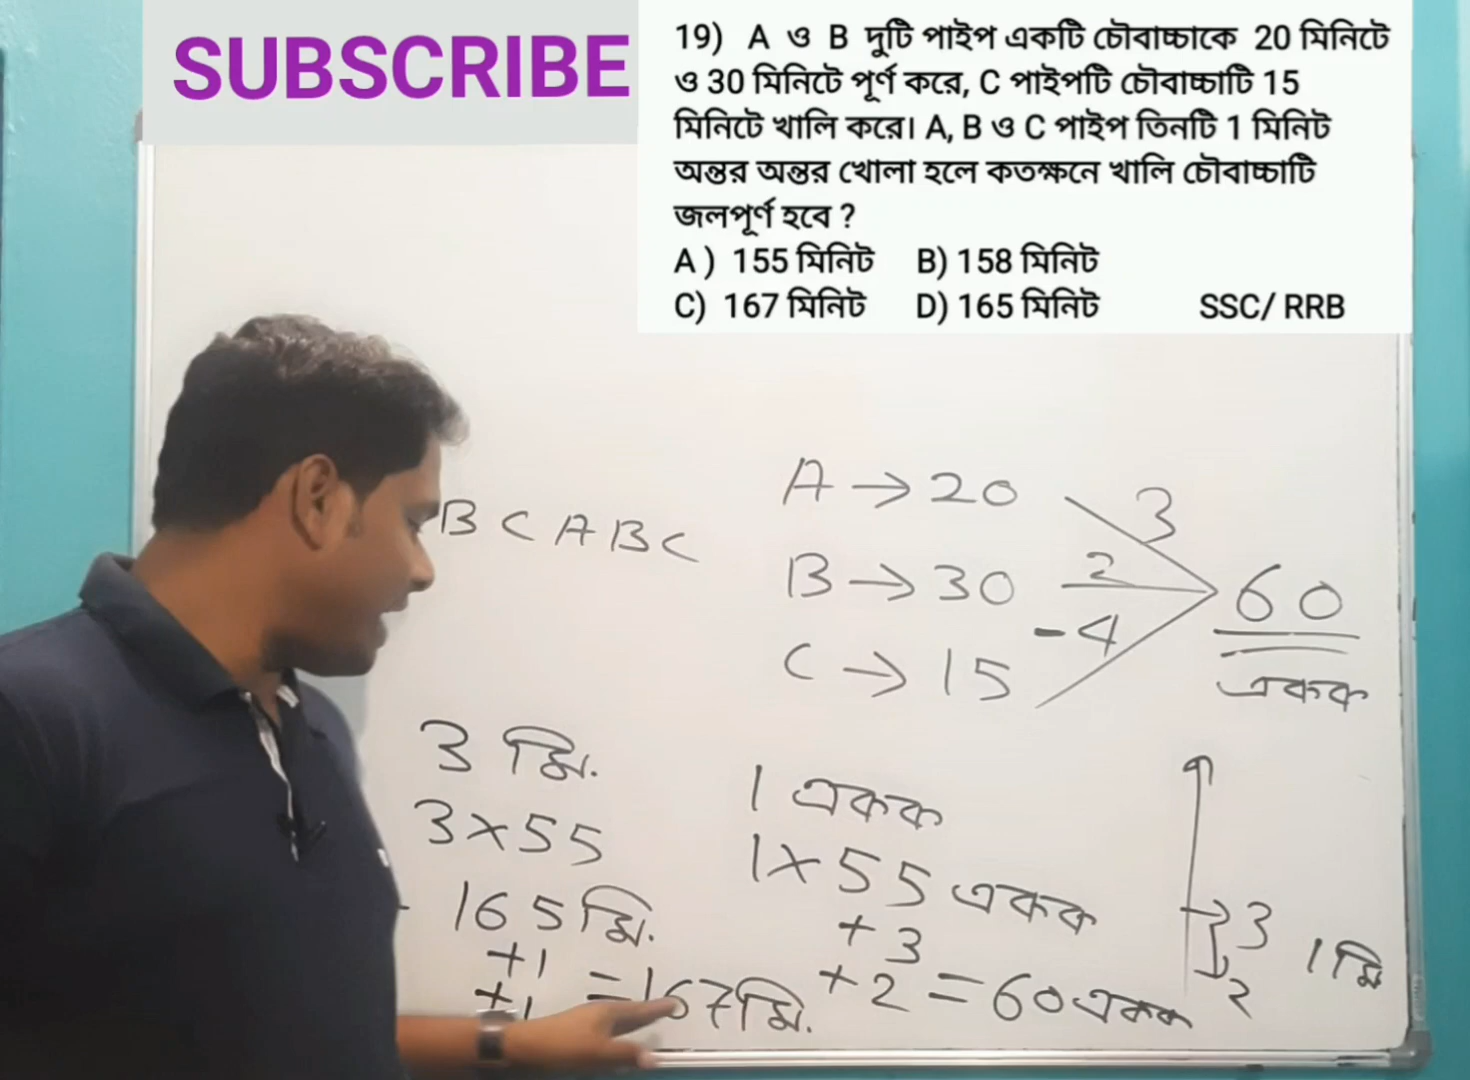 SUBSCRIBE
19) A ও B দুটি পাইপ একটি চৌবাচ্চাকে 20 মিনিটে
ও 30 মিনিটে পূর্ণ করে, C পাইপটি চৌবাচ্চাটি 15
মিনিটে খালি করে। A, B ও C পাইপ তিনটি 1 মিনিট
অন্তর অন্তর খোলা হলে কতক্ষনে খালি চৌবাচ্চাটি
জলপূর্ণ হবে ?
A ) 155 মিনিট B) 158 মিনিট
C) 167 মিনিট D) 165 মিনিট SSC/ RRB
B C A B C
A → 20 3
B → 30 2 60
C → 15 -4 একক
3 মি. 1 একক
3×55 1×55 একক
165 মি. +3 3 1 মি
+1 +2 = 60 একক 2
+1 = 167 মি.